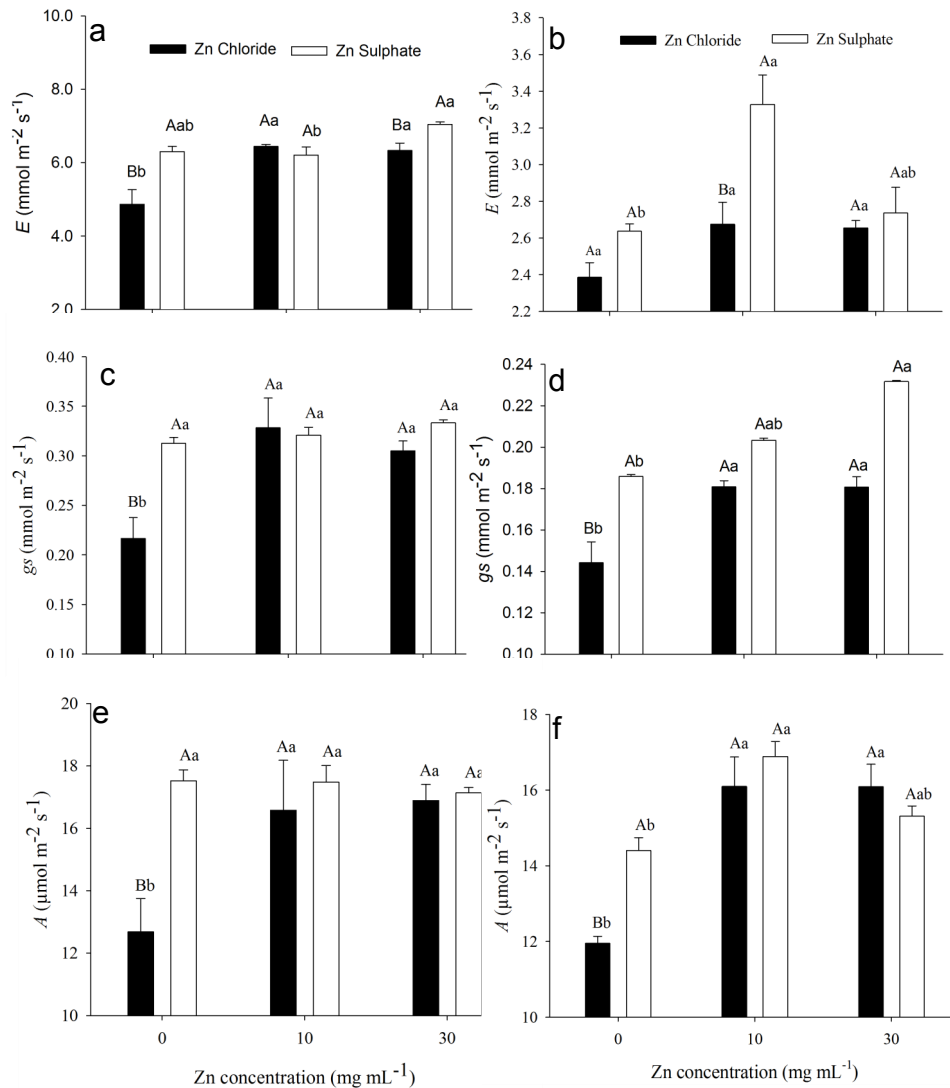 a
Zn Chloride Zn Sulphate
10.0
8.0
6.0
4.0
2.0
E (mmol m-2 s-1)
Bb Aab Aa Ab Ba Aa
b
Zn Chloride Zn Sulphate
3.8
3.6
3.4
3.2
3.0
2.8
2.6
2.4
2.2
E (mmol m-2 s-1)
Aa Ab Ba Aa Aa Aab
c
0.40
0.35
0.30
0.25
0.20
0.10
gs (mmol m-2 s-1)
Bb Aa Aa Aa Aa Aa
d
0.24
0.22
0.20
0.18
0.16
0.14
0.12
0.10
gs (mmol m-2 s-1)
Bb Ab Aa Aab Aa Aa
e
20
18
16
14
12
10
A (µmol m-2 s-1)
Bb Aa Aa Aa Aa Aa
0 10 30
Zn concentration (mg mL-1)
f
18
16
14
12
10
A (µmol m-2 s-1)
Bb Ab Aa Aa Aa Aab
0 10 30
Zn concentration (mg mL-1)